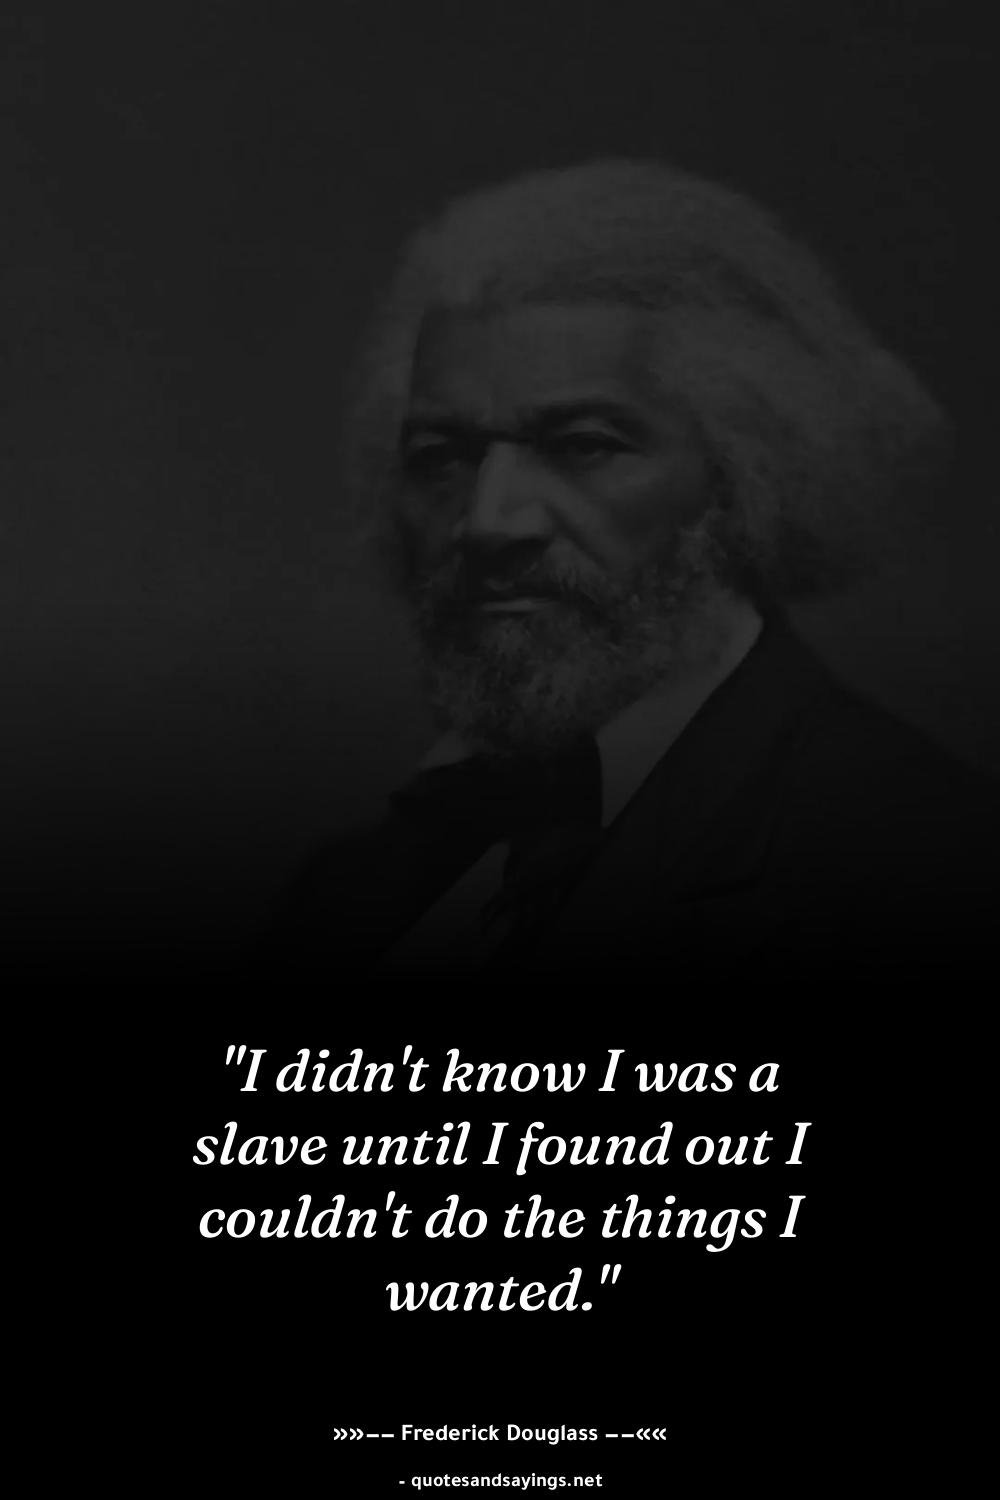 "I didn't know I was a
slave until I found out I
couldn't do the things I
wanted."
»»−− Frederick Douglass −−««
- quotesandsayings.net